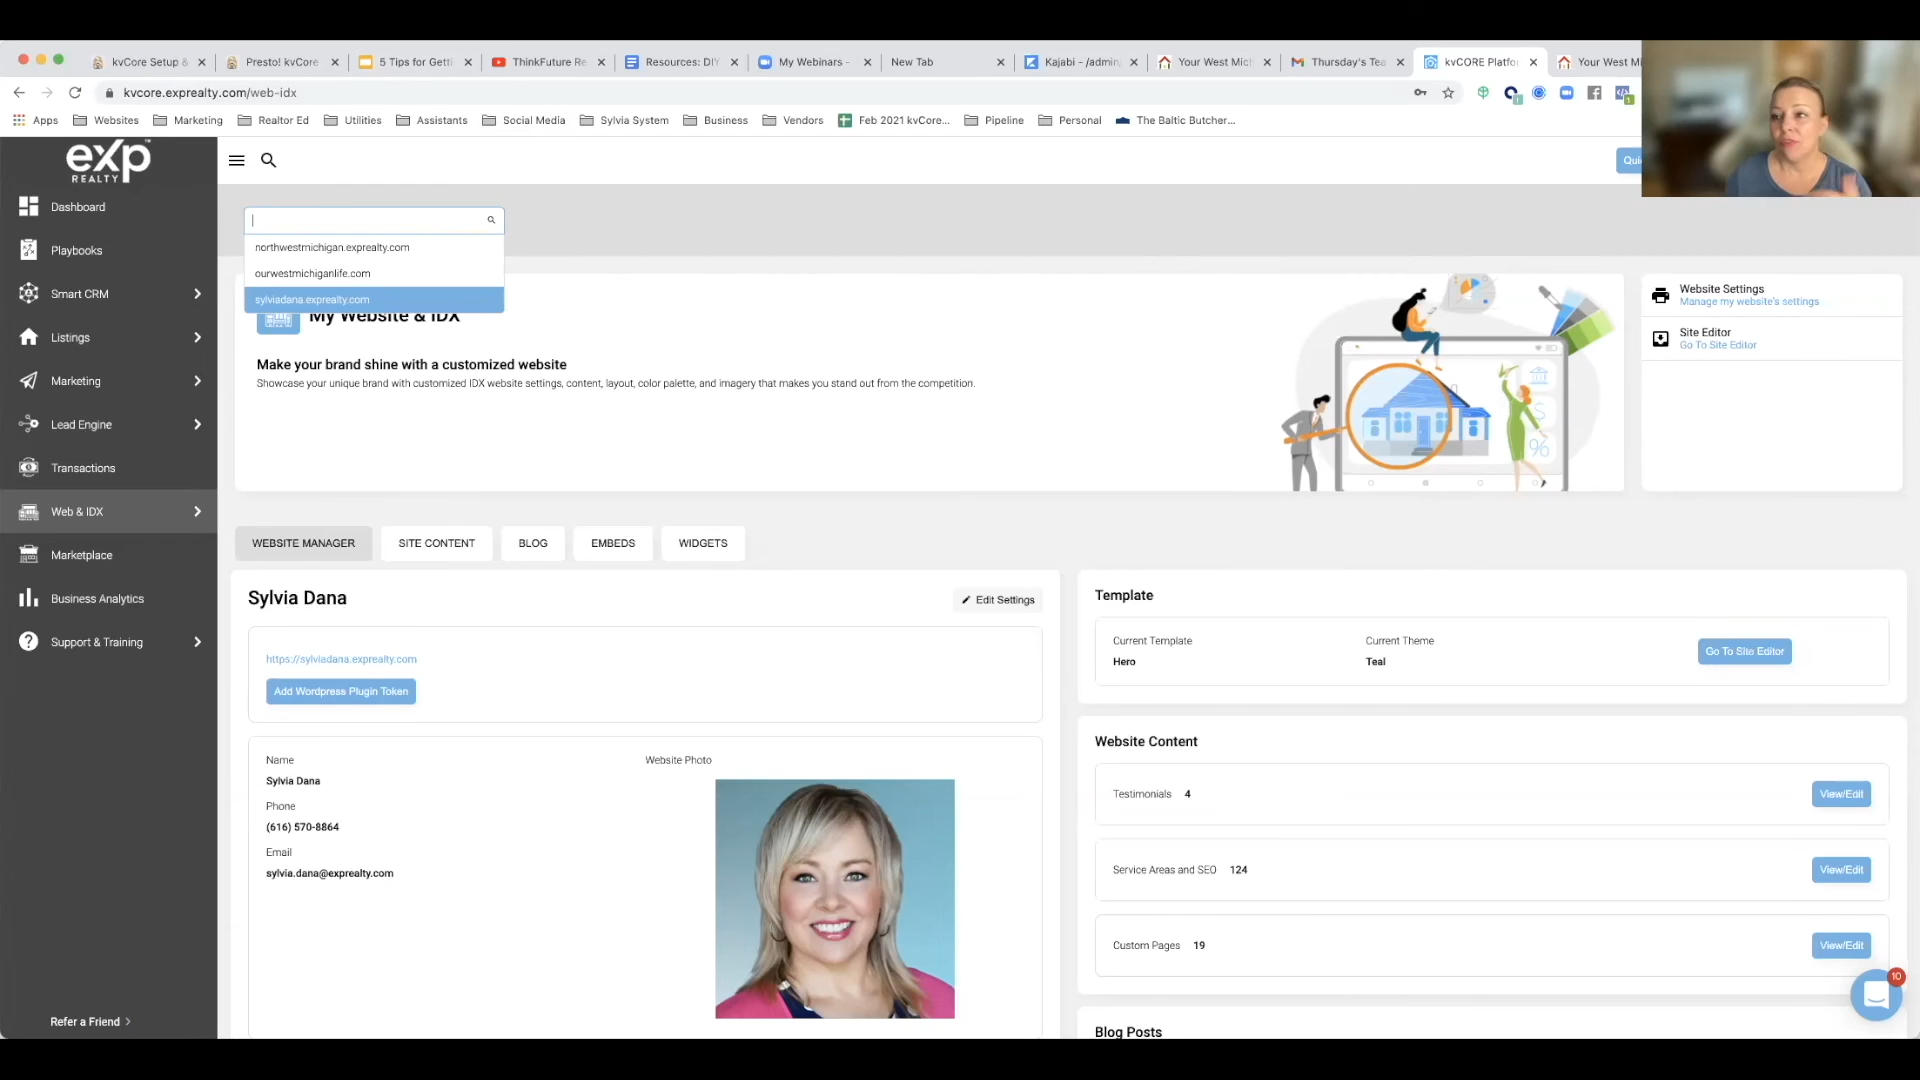 kvCore Setup &
Presto! kvCore
5 Tips for Getti
ThinkFuture Re
Resources: DIY
My Webinars -
New Tab
Kajabi - /admin/
Your West Mich
Thursday's Tea
kvCORE Platfo
Your West Mi
kvcore.exprealty.com/web-idx
Apps
Websites
Marketing
Realtor Ed
Utilities
Assistants
Social Media
Sylvia System
Business
Vendors
Feb 2021 kvCore...
Pipeline
Personal
The Baltic Butcher...
exp
REALTY
Qui
Dashboard
Playbooks
Smart CRM
Listings
Marketing
Lead Engine
Transactions
Web & IDX
Marketplace
Business Analytics
Support & Training
Refer a Friend
northwestmichigan.exprealty.com
ourwestmichiganlife.com
sylviadana.exprealty.com
My Website & IDX
Make your brand shine with a customized website
Showcase your unique brand with customized IDX website settings, content, layout, color palette, and imagery that makes you stand out from the competition.
Website Settings
Manage my website's settings
Site Editor
Go To Site Editor
WEBSITE MANAGER
SITE CONTENT
BLOG
EMBEDS
WIDGETS
Sylvia Dana
Edit Settings
https://sylviadana.exprealty.com
Add Wordpress Plugin Token
Name
Sylvia Dana
Phone
(616) 570-8864
Email
sylvia.dana@exprealty.com
Website Photo
Template
Current Template
Hero
Current Theme
Teal
Go To Site Editor
Website Content
Testimonials 4
View/Edit
Service Areas and SEO 124
View/Edit
Custom Pages 19
View/Edit
10
Blog Posts